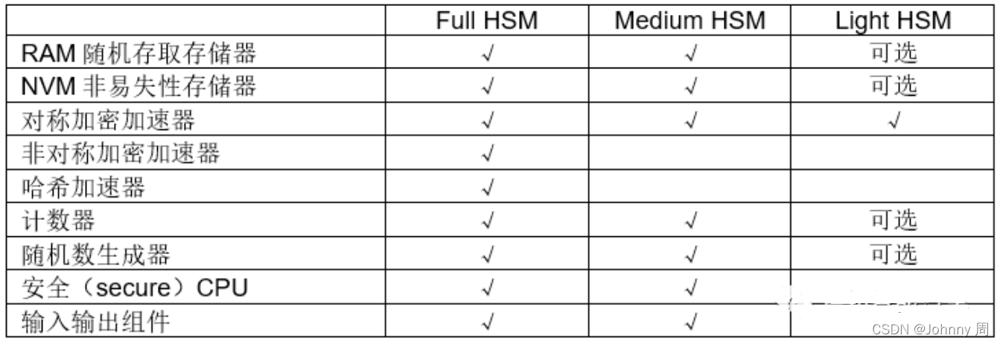 Full HSM Medium HSM Light HSM
RAM 随机存取存储器 √ √ 可选
NVM 非易失性存储器 √ √ 可选
对称加密加速器 √ √ √
非对称加密加速器 √
哈希加速器 √
计数器 √ √ 可选
随机数生成器 √ √ 可选
安全（secure）CPU √ √
输入输出组件 √ √
CSDN @Johnny 周